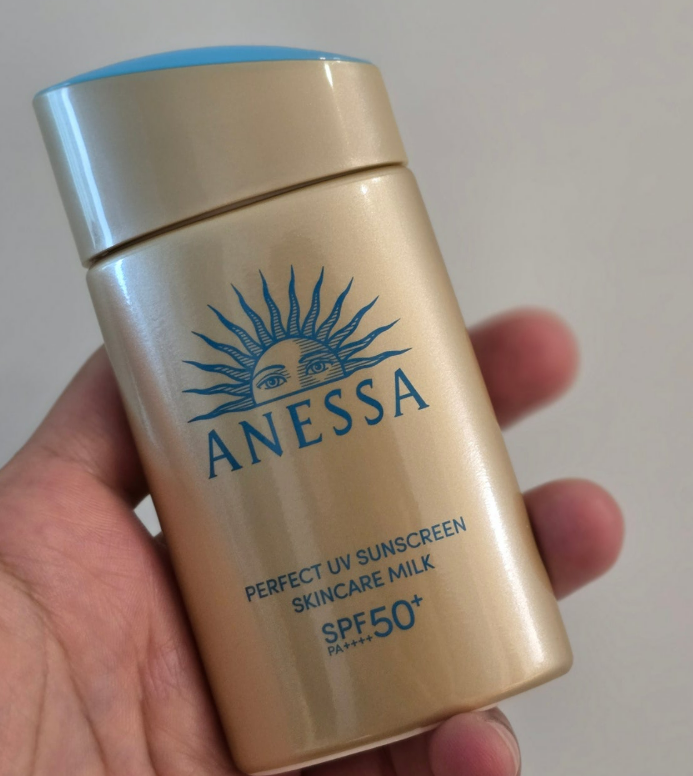 ANESSA
PERFECT UV SUNSCREEN
SKINCARE MILK
SPF50+
PA++++